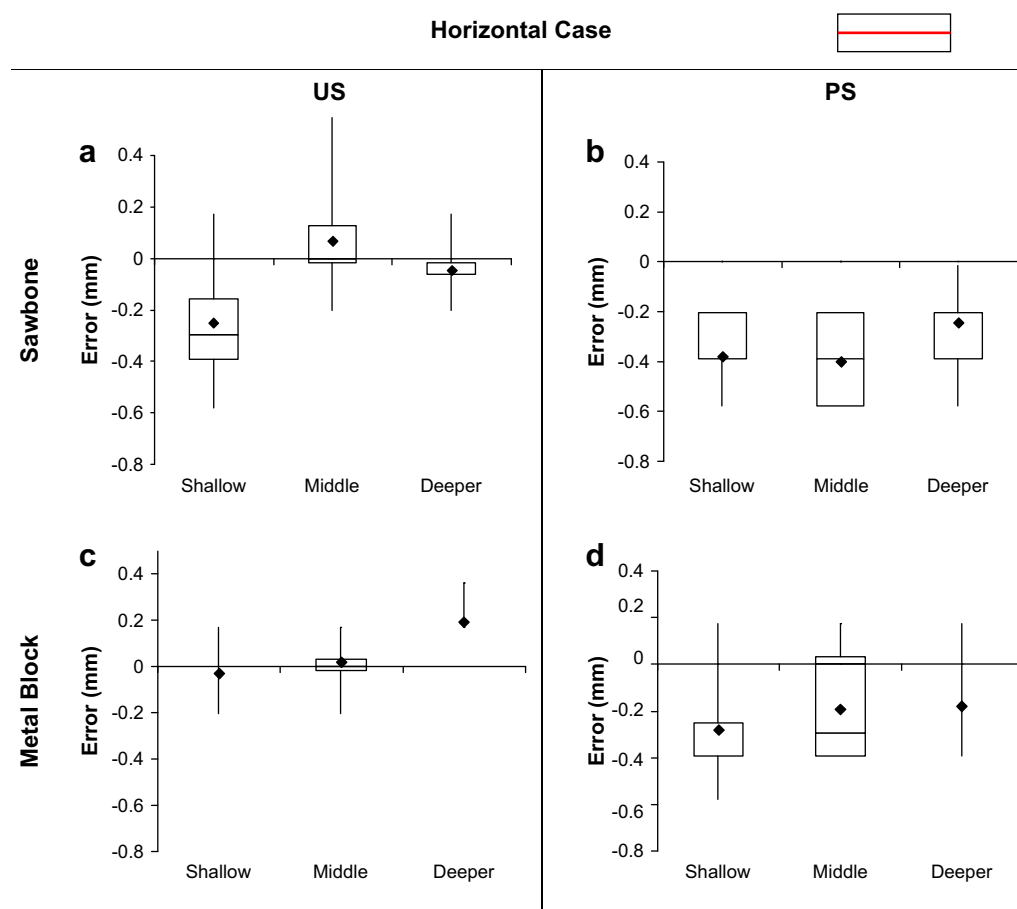 Horizontal Case
US
PS
Sawbone
a
Error (mm)
0.4
0.2
0
-0.2
-0.4
-0.6
-0.8
Shallow Middle Deeper
b
Error (mm)
0.4
0.2
0
-0.2
-0.4
-0.6
-0.8
Shallow Middle Deeper
Metal Block
c
Error (mm)
0.4
0.2
0
-0.2
-0.4
-0.6
-0.8
Shallow Middle Deeper
d
Error (mm)
0.4
0.2
0
-0.2
-0.4
-0.6
-0.8
Shallow Middle Deeper